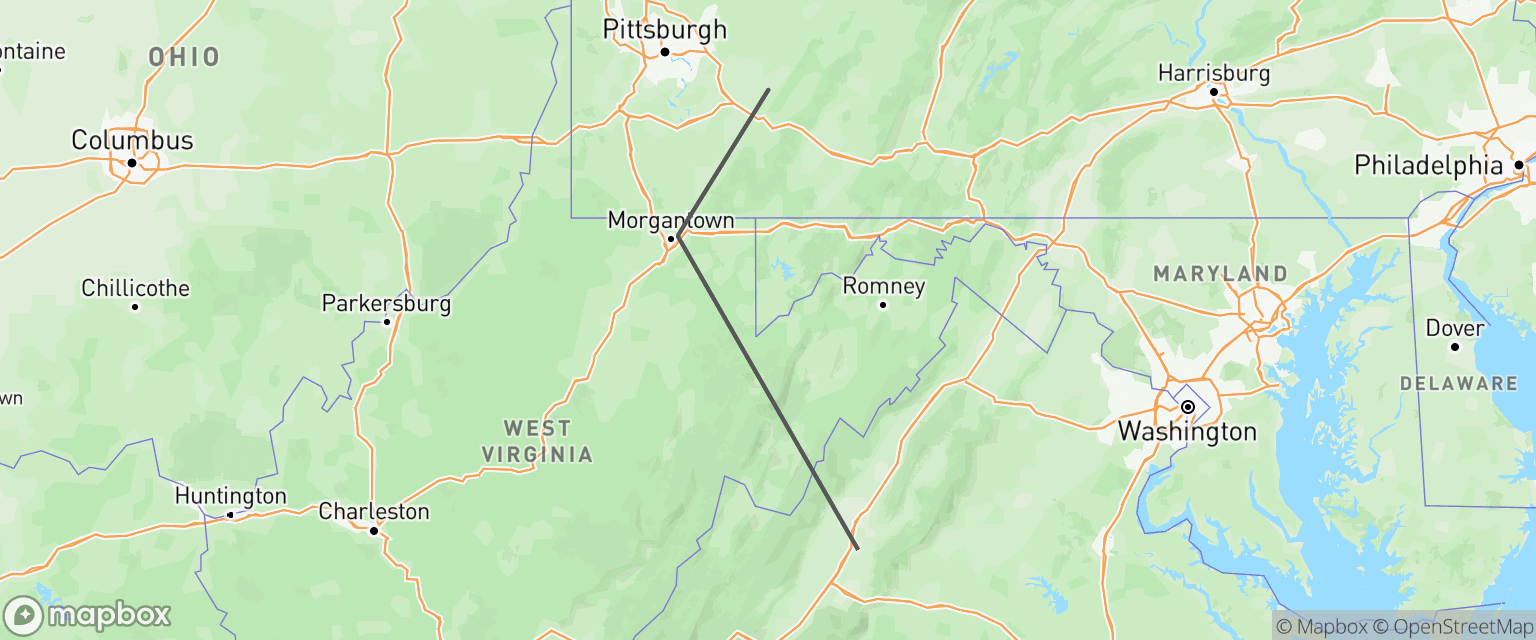 Pittsburgh
ontaine
OHIO
Harrisburg
Columbus
Philadelphia
Morgantown
MARYLAND
Chillicothe
Romney
Parkersburg
Dover
DELAWARE
wn
WEST
VIRGINIA
Washington
Huntington
Charleston
mapbox
© Mapbox © OpenStreetMap